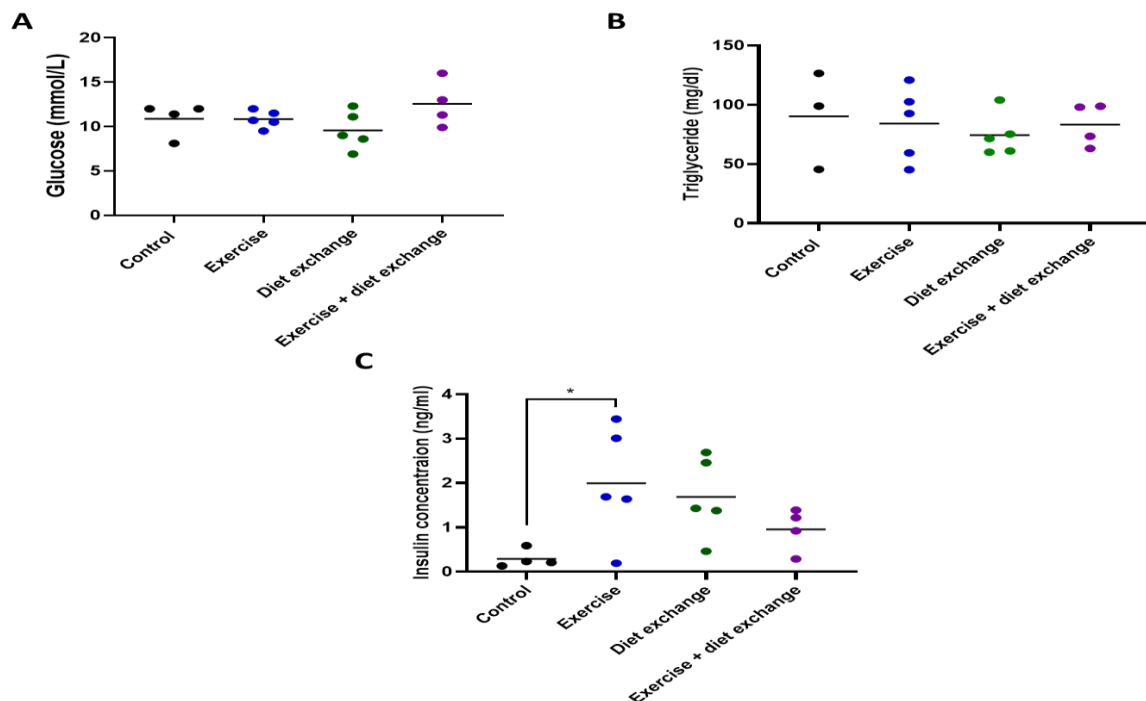 A
Glucose (mmol/L)
20
15
10
5
0
Control
Exercise
Diet exchange
Exercise + diet exchange
B
Triglyceride (mg/dl)
150
100
50
0
Control
Exercise
Diet exchange
Exercise + diet exchange
C
Insulin concentraion (ng/ml)
4
3
2
1
0
*
Control
Exercise
Diet exchange
Exercise + diet exchange